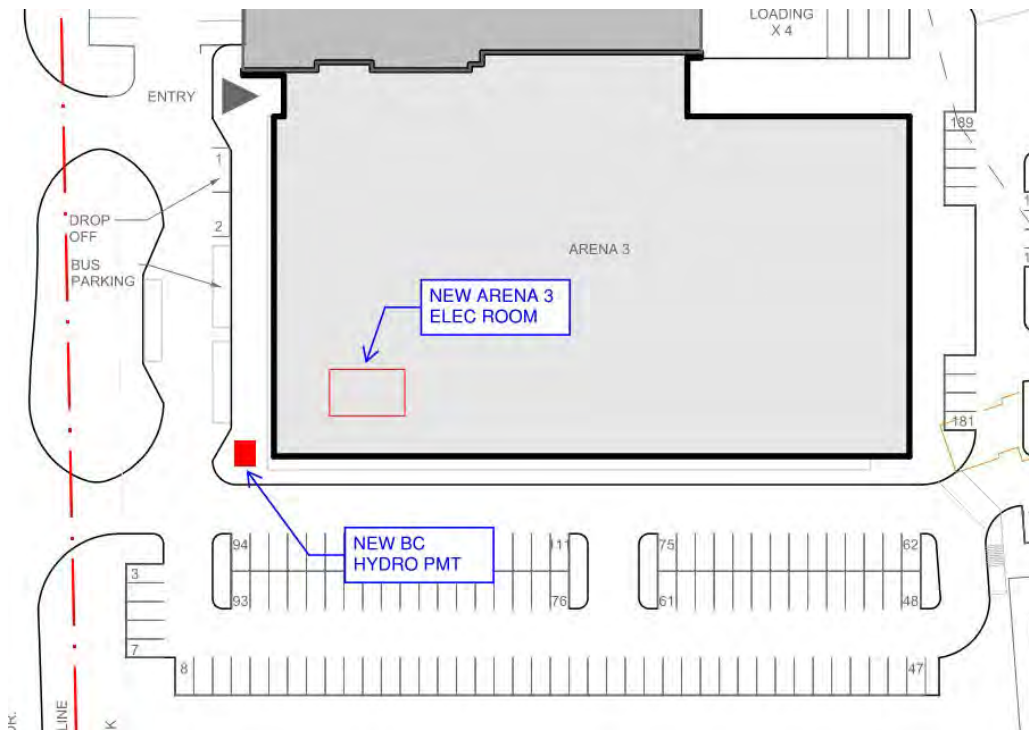 LOADING
X 4
ENTRY
189
1
DROP
OFF
2
BUS
PARKING
ARENA 3
NEW ARENA 3
ELEC ROOM
181
NEW BC
HYDRO PMT
94
111
75
62
93
76
61
48
3
7
8
47
LINE
K